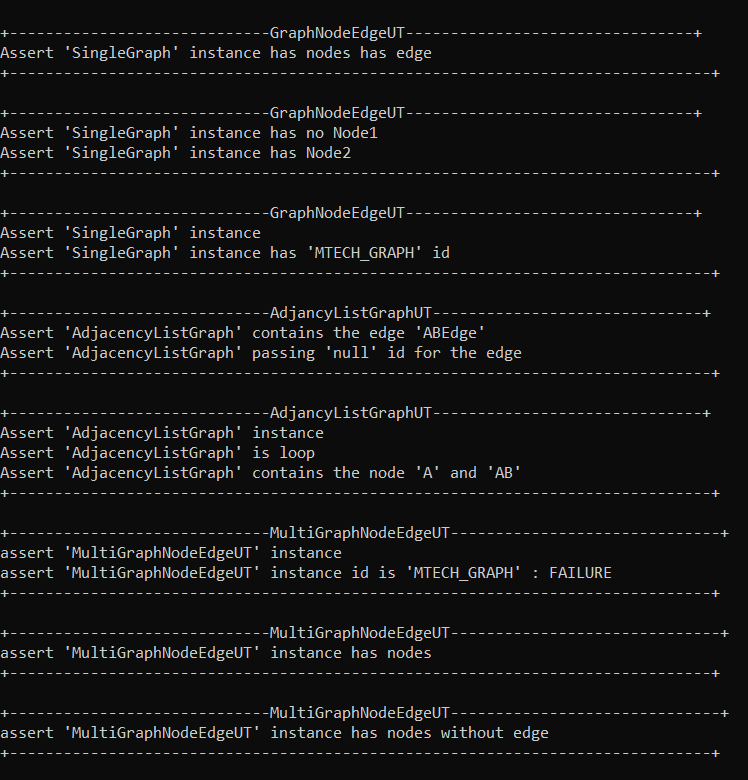 +-----------------------------GraphNodeEdgeUT--------------------------------+
Assert 'SingleGraph' instance has nodes has edge
+------------------------------------------------------------------------------+
+-----------------------------GraphNodeEdgeUT--------------------------------+
Assert 'SingleGraph' instance has no Node1
Assert 'SingleGraph' instance has Node2
+------------------------------------------------------------------------------+
+-----------------------------GraphNodeEdgeUT--------------------------------+
Assert 'SingleGraph' instance
Assert 'SingleGraph' instance has 'MTECH_GRAPH' id
+------------------------------------------------------------------------------+
+-----------------------------AdjancyListGraphUT------------------------------+
Assert 'AdjacencyListGraph' contains the edge 'ABEdge'
Assert 'AdjacencyListGraph' passing 'null' id for the edge
+------------------------------------------------------------------------------+
+-----------------------------AdjancyListGraphUT------------------------------+
Assert 'AdjacencyListGraph' instance
Assert 'AdjacencyListGraph' is loop
Assert 'AdjacencyListGraph' contains the node 'A' and 'AB'
+------------------------------------------------------------------------------+
+-----------------------------MultiGraphNodeEdgeUT------------------------------+
assert 'MultiGraphNodeEdgeUT' instance
assert 'MultiGraphNodeEdgeUT' instance id is 'MTECH_GRAPH' : FAILURE
+------------------------------------------------------------------------------+
+-----------------------------MultiGraphNodeEdgeUT------------------------------+
assert 'MultiGraphNodeEdgeUT' instance has nodes
+------------------------------------------------------------------------------+
+-----------------------------MultiGraphNodeEdgeUT------------------------------+
assert 'MultiGraphNodeEdgeUT' instance has nodes without edge
+------------------------------------------------------------------------------+